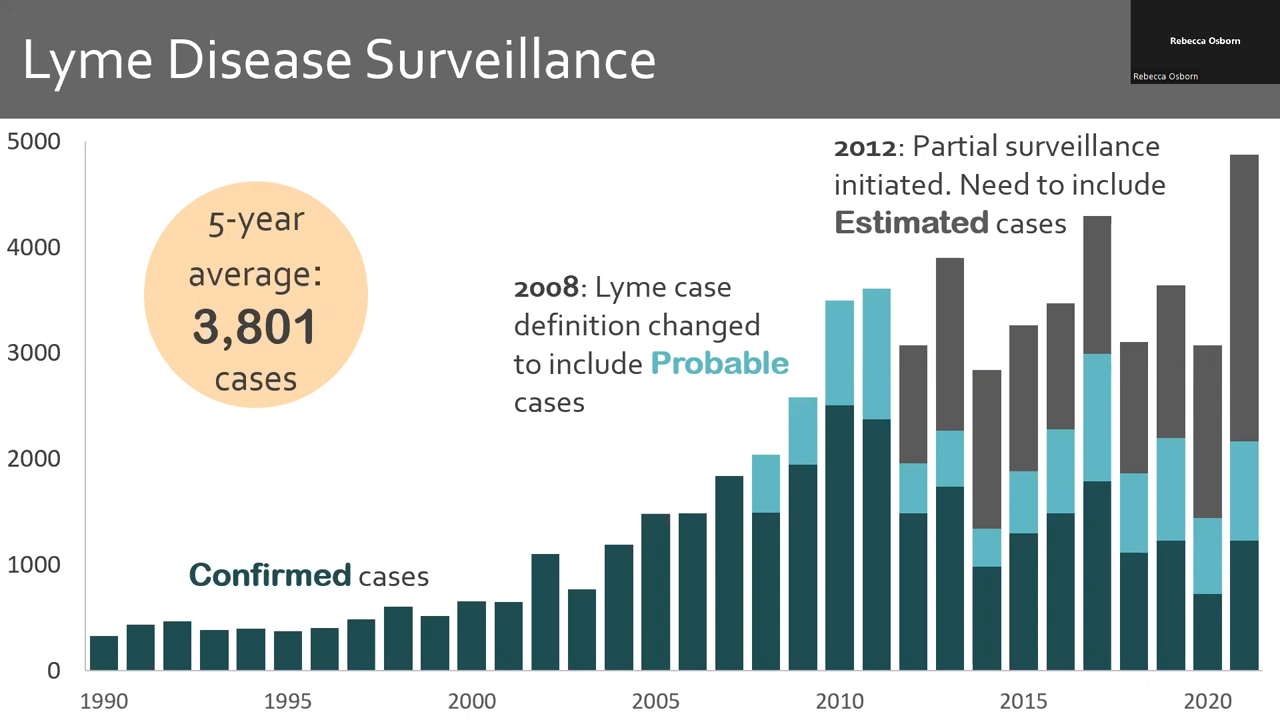 Lyme Disease Surveillance
Rebecca Osborn
Rebecca Osborn
5000
4000
3000
2000
1000
0
5-year
average:
3,801
cases
2012: Partial surveillance
initiated. Need to include
Estimated cases
2008: Lyme case
definition changed
to include Probable
cases
Confirmed cases
1990 1995 2000 2005 2010 2015 2020